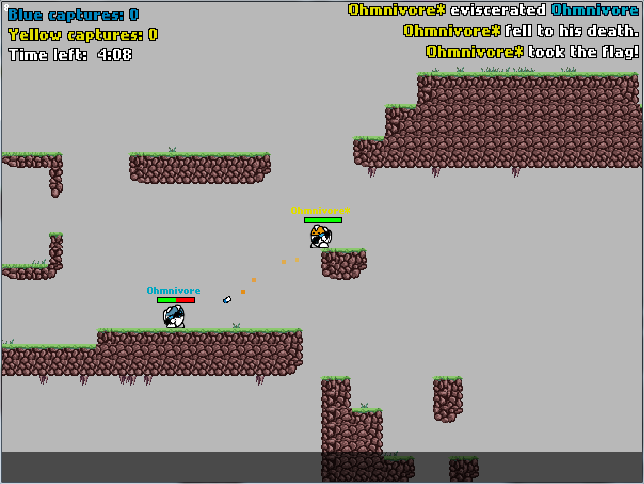 Blue captures: 0
Yellow captures: 0
Time left: 4:08
Ohmnivore* eviscerated Ohmnivore
Ohmnivore* fell to his death.
Ohmnivore* took the flag!
Ohmnivore*
Ohmnivore